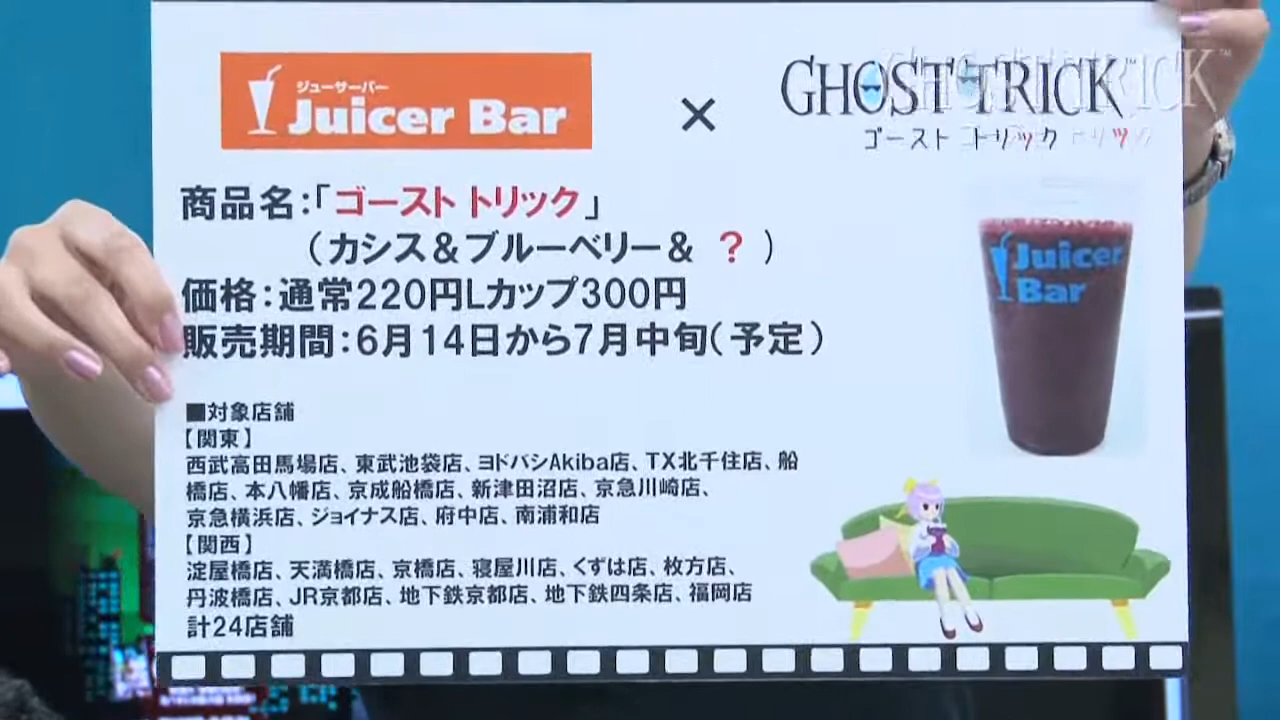 ジューサーバー
Juicer Bar
×
GHOST TRICK™
ゴースト トリック
商品名：「ゴースト トリック」
（カシス＆ブルーベリー＆ ？ ）
価格：通常220円Lカップ300円
販売期間：6月14日から7月中旬（予定）
Juicer
Bar
■対象店舗
【関東】
西武高田馬場店、東武池袋店、ヨドバシAkiba店、TX北千住店、船
橋店、本八幡店、京成船橋店、新津田沼店、京急川崎店、
京急横浜店、ジョイナス店、府中店、南浦和店
【関西】
淀屋橋店、天満橋店、京橋店、寝屋川店、くずは店、枚方店、
丹波橋店、JR京都店、地下鉄京都店、地下鉄四条店、福岡店
計24店舗